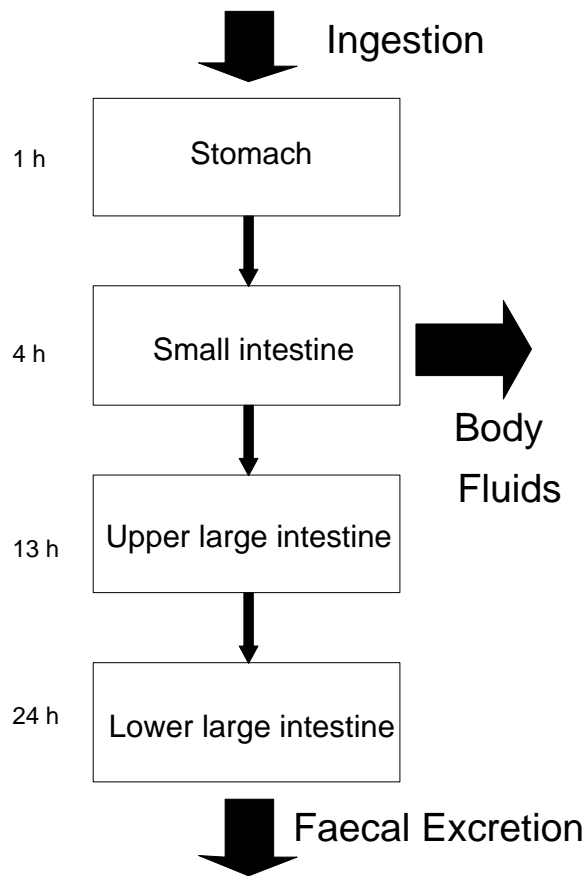 Ingestion
1 h
Stomach
4 h
Small intestine
Body
Fluids
13 h
Upper large intestine
24 h
Lower large intestine
Faecal Excretion